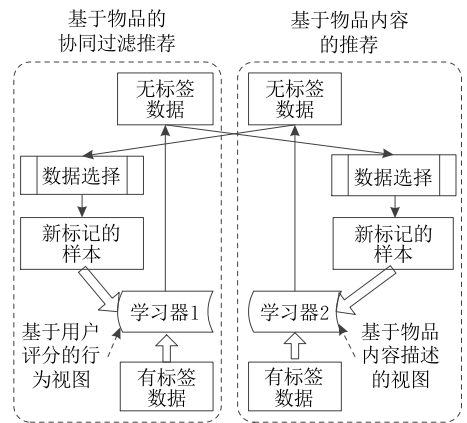 基于物品的
协同过滤推荐
无标签
数据
数据选择
新标记的
样本
学习器1
基于用户
评分的行
为视图
有标签
数据
基于物品内容
的推荐
无标签
数据
数据选择
新标记的
样本
学习器2
基于物品
内容描述
的视图
有标签
数据